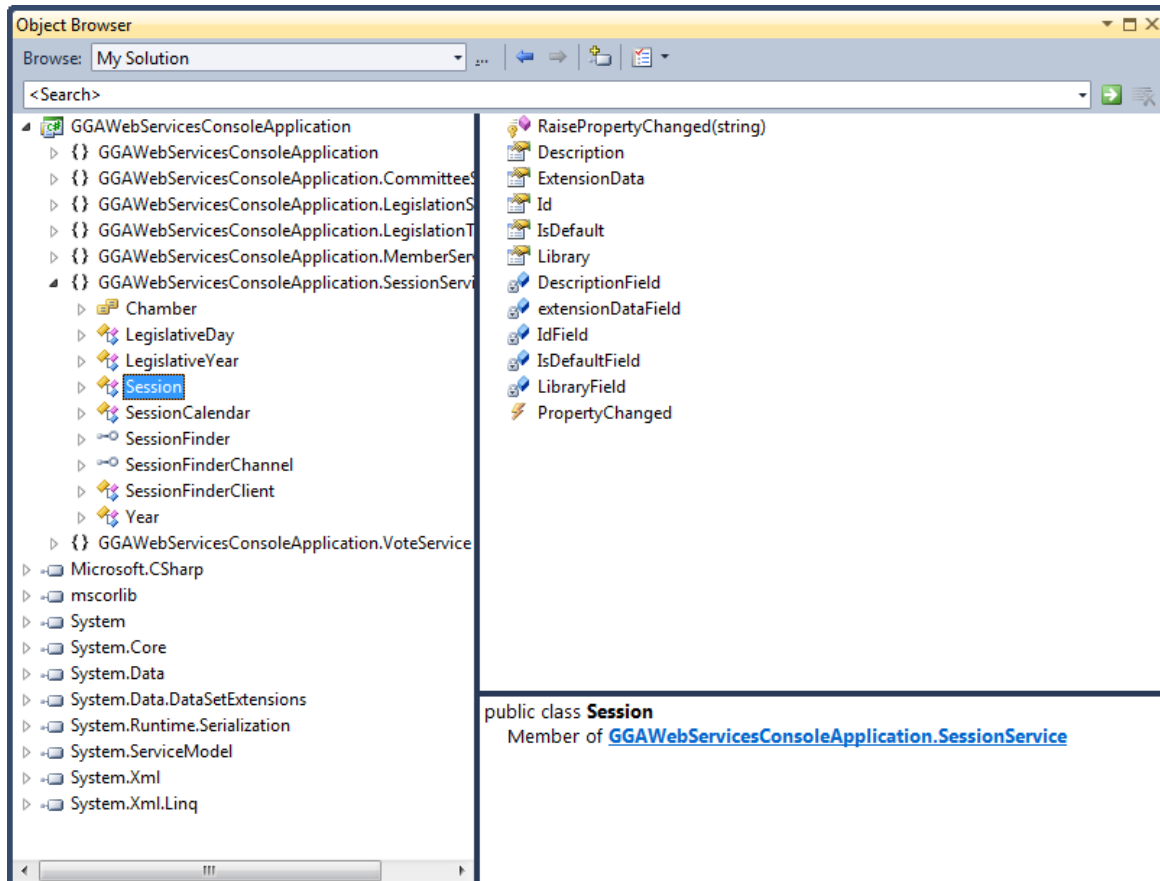 Object Browser
Browse: My Solution ...
<Search>
GGAWebServicesConsoleApplication
{} GGAWebServicesConsoleApplication
{} GGAWebServicesConsoleApplication.CommitteeS
{} GGAWebServicesConsoleApplication.LegislationS
{} GGAWebServicesConsoleApplication.LegislationT
{} GGAWebServicesConsoleApplication.MemberSer
{} GGAWebServicesConsoleApplication.SessionServi
Chamber
LegislativeDay
LegislativeYear
Session
SessionCalendar
SessionFinder
SessionFinderChannel
SessionFinderClient
Year
{} GGAWebServicesConsoleApplication.VoteService
Microsoft.CSharp
mscorlib
System
System.Core
System.Data
System.Data.DataSetExtensions
System.Runtime.Serialization
System.ServiceModel
System.Xml
System.Xml.Linq
RaisePropertyChanged(string)
Description
ExtensionData
Id
IsDefault
Library
DescriptionField
extensionDataField
IdField
IsDefaultField
LibraryField
PropertyChanged
public class Session
Member of GGAWebServicesConsoleApplication.SessionService